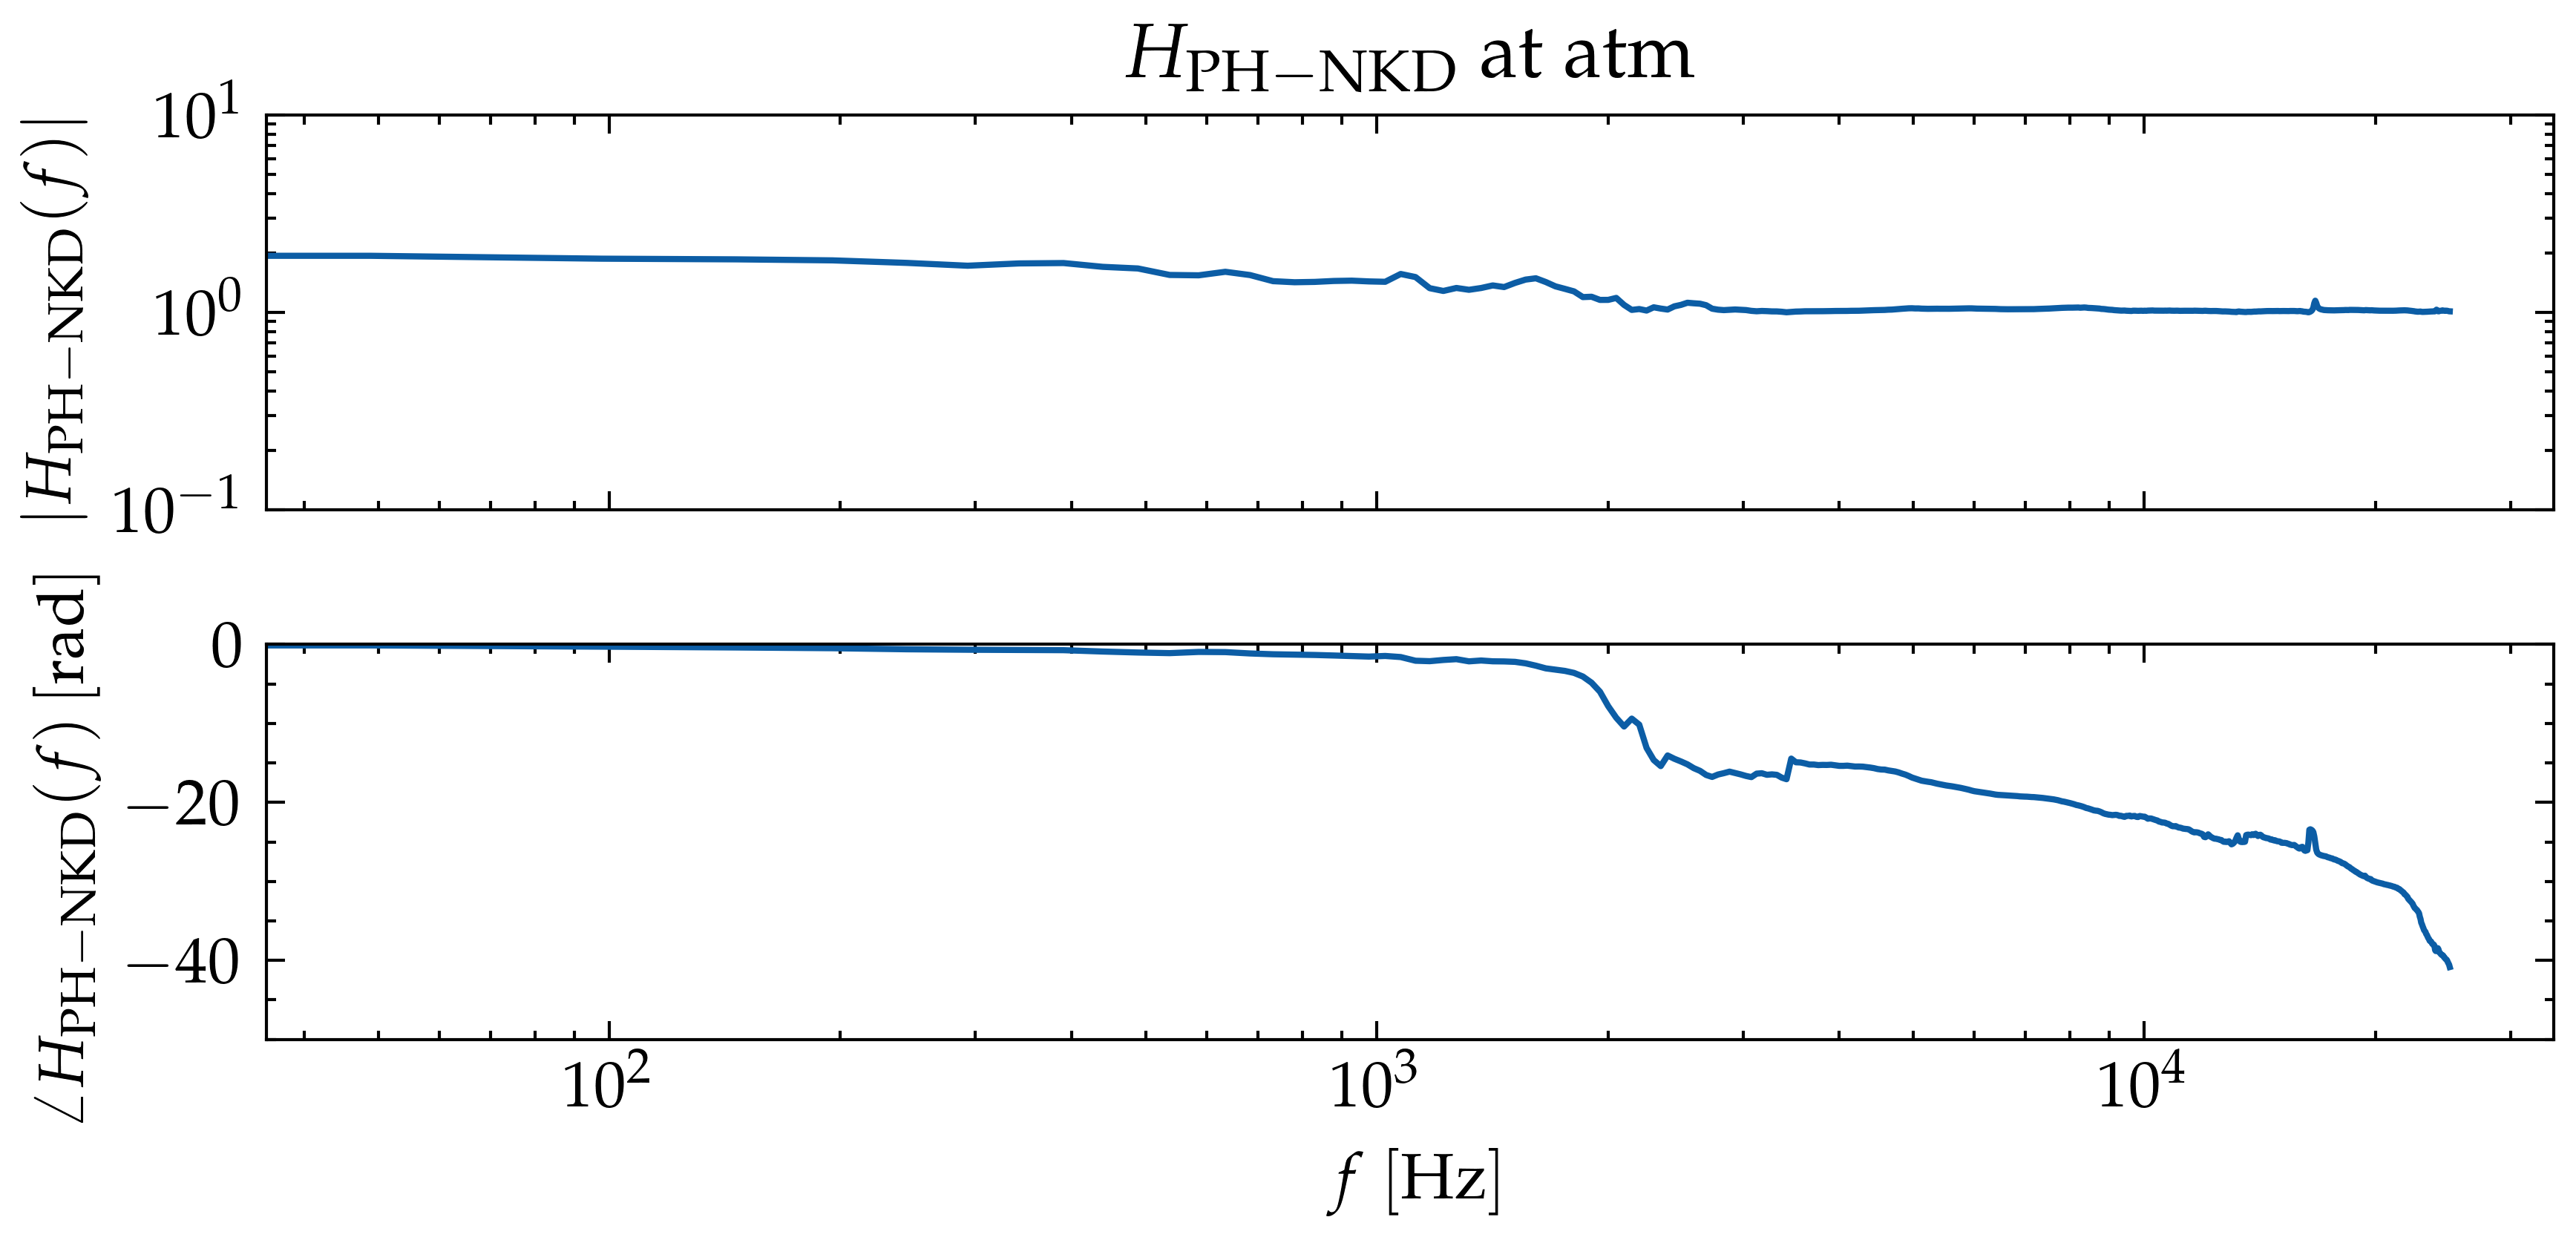 H_PH−NKD at atm
|H_PH−NKD(f)|
10^1
10^0
10^−1
∠H_PH−NKD(f) [rad]
0
−20
−40
10^2 10^3 10^4
f [Hz]